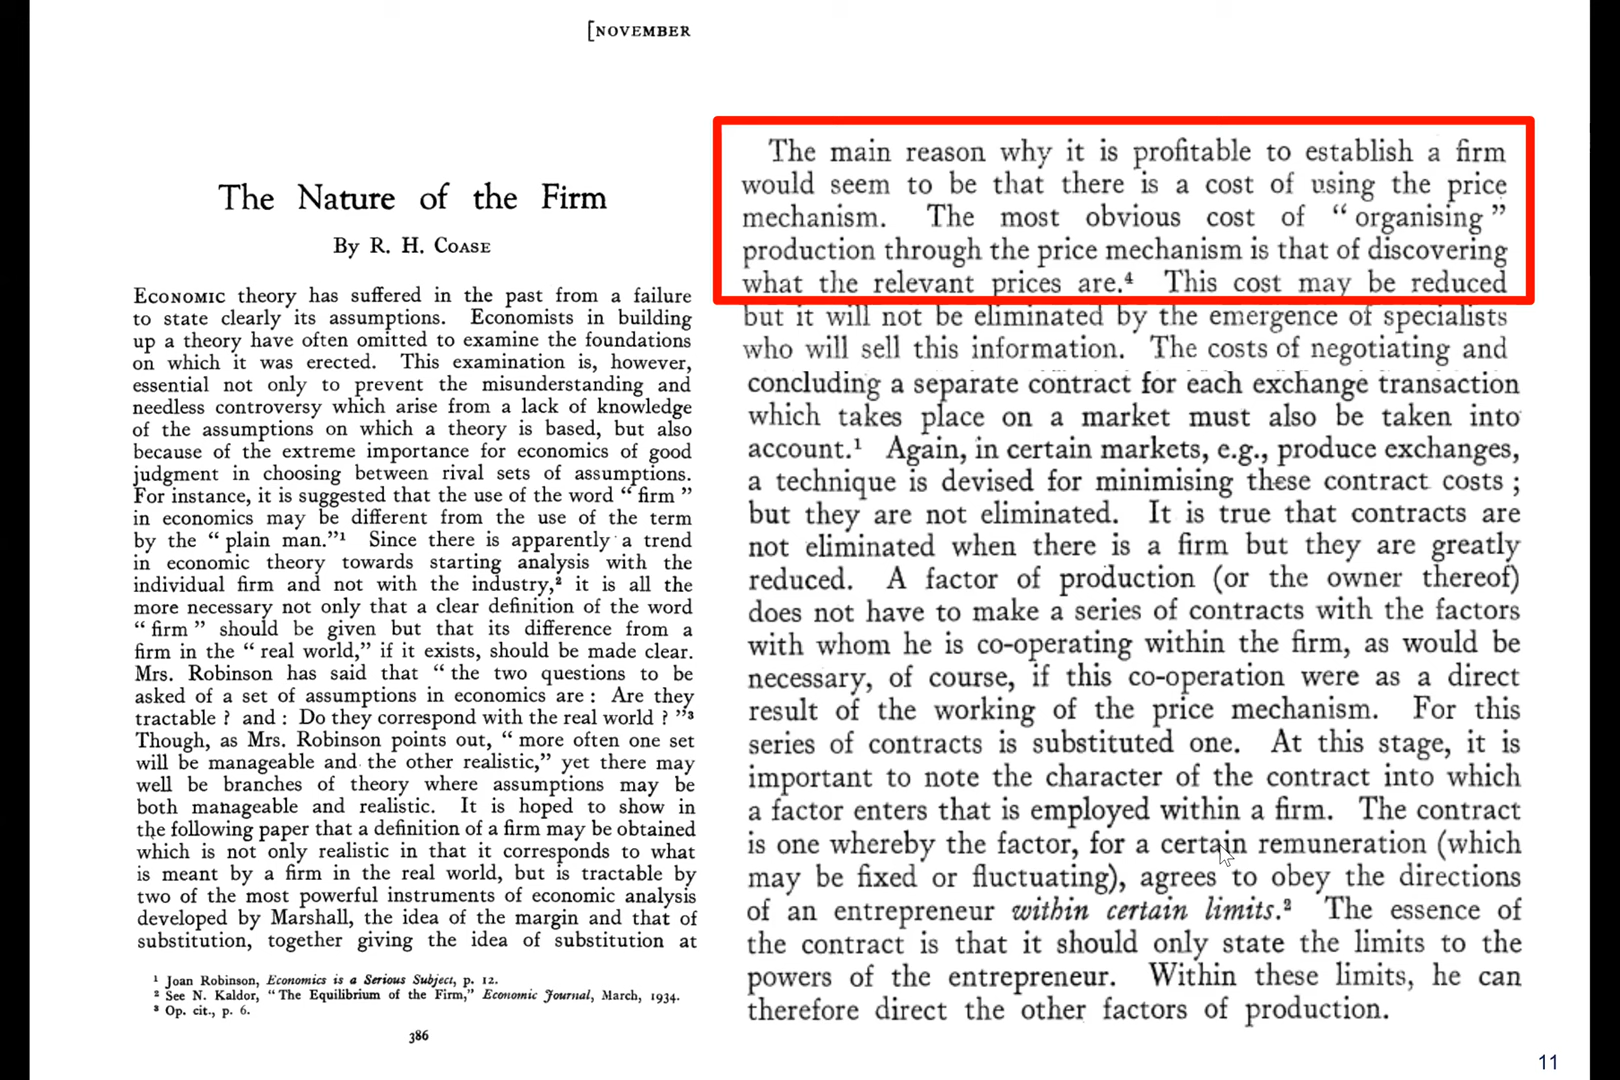 [NOVEMBER
The Nature of the Firm
By R. H. COASE
ECONOMIC theory has suffered in the past from a failure
to state clearly its assumptions. Economists in building
up a theory have often omitted to examine the foundations
on which it was erected. This examination is, however,
essential not only to prevent the misunderstanding and
needless controversy which arise from a lack of knowledge
of the assumptions on which a theory is based, but also
because of the extreme importance for economics of good
judgment in choosing between rival sets of assumptions.
For instance, it is suggested that the use of the word “ firm ”
in economics may be different from the use of the term
by the “ plain man.”¹ Since there is apparently a trend
in economic theory towards starting analysis with the
individual firm and not with the industry,² it is all the
more necessary not only that a clear definition of the word
“ firm ” should be given but that its difference from a
firm in the “ real world,” if it exists, should be made clear.
Mrs. Robinson has said that “ the two questions to be
asked of a set of assumptions in economics are : Are they
tractable ? and : Do they correspond with the real world ? ”³
Though, as Mrs. Robinson points out, “ more often one set
will be manageable and the other realistic,” yet there may
well be branches of theory where assumptions may be
both manageable and realistic. It is hoped to show in
the following paper that a definition of a firm may be obtained
which is not only realistic in that it corresponds to what
is meant by a firm in the real world, but is tractable by
two of the most powerful instruments of economic analysis
developed by Marshall, the idea of the margin and that of
substitution, together giving the idea of substitution at
¹ Joan Robinson, Economics is a Serious Subject, p. 12.
² See N. Kaldor, “ The Equilibrium of the Firm,” Economic Journal, March, 1934.
³ Op. cit., p. 6.
386
The main reason why it is profitable to establish a firm
would seem to be that there is a cost of using the price
mechanism. The most obvious cost of “ organising ”
production through the price mechanism is that of discovering
what the relevant prices are.⁴ This cost may be reduced
but it will not be eliminated by the emergence of specialists
who will sell this information. The costs of negotiating and
concluding a separate contract for each exchange transaction
which takes place on a market must also be taken into
account.¹ Again, in certain markets, e.g., produce exchanges,
a technique is devised for minimising these contract costs ;
but they are not eliminated. It is true that contracts are
not eliminated when there is a firm but they are greatly
reduced. A factor of production (or the owner thereof)
does not have to make a series of contracts with the factors
with whom he is co-operating within the firm, as would be
necessary, of course, if this co-operation were as a direct
result of the working of the price mechanism. For this
series of contracts is substituted one. At this stage, it is
important to note the character of the contract into which
a factor enters that is employed within a firm. The contract
is one whereby the factor, for a certain remuneration (which
may be fixed or fluctuating), agrees to obey the directions
of an entrepreneur within certain limits.² The essence of
the contract is that it should only state the limits to the
powers of the entrepreneur. Within these limits, he can
therefore direct the other factors of production.
11